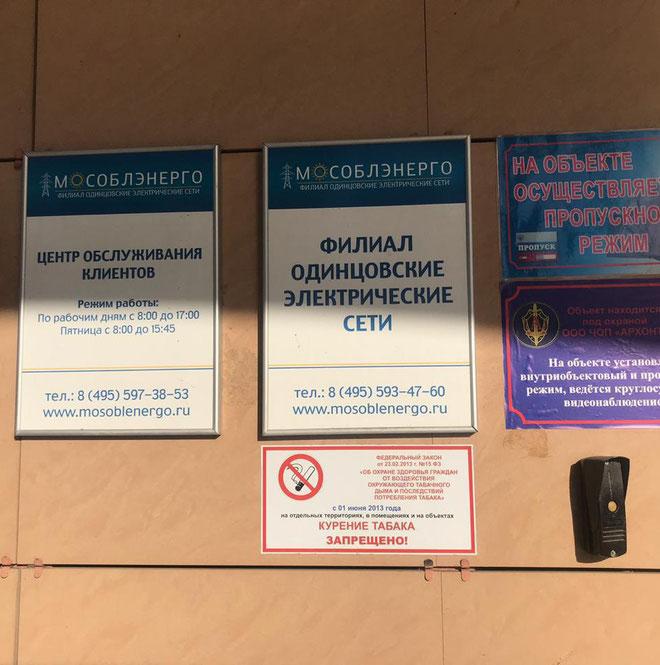 МОСОБЛЭНЕРГО
ФИЛИАЛ ОДИНЦОВСКИЕ ЭЛЕКТРИЧЕСКИЕ СЕТИ
ЦЕНТР ОБСЛУЖИВАНИЯ
КЛИЕНТОВ
Режим работы:
По рабочим дням с 8:00 до 17:00
Пятница с 8:00 до 15:45
тел.: 8 (495) 597-38-53
www.mosoblenergo.ru
МОСОБЛЭНЕРГО
ФИЛИАЛ ОДИНЦОВСКИЕ ЭЛЕКТРИЧЕСКИЕ СЕТИ
ФИЛИАЛ
ОДИНЦОВСКИЕ
ЭЛЕКТРИЧЕСКИЕ
СЕТИ
тел.: 8 (495) 593-47-60
www.mosoblenergo.ru
НА ОБЪЕКТЕ
ОСУЩЕСТВЛЯЕТ
ПРОПУСКНО
РЕЖИМ
ПРОПУСК
Объект находится
под охраной
ООО ЧОП «АРХОНТ
На объекте установл
внутриобъектовый и про
режим, ведётся круглосу
видеонаблюдение
ФЕДЕРАЛЬНЫЙ ЗАКОН
от 23.02.2013 г. №15 ФЗ
«ОБ ОХРАНЕ ЗДОРОВЬЯ ГРАЖДАН
ОТ ВОЗДЕЙСТВИЯ
ОКРУЖАЮЩЕГО ТАБАЧНОГО
ДЫМА И ПОСЛЕДСТВИЙ
ПОТРЕБЛЕНИЯ ТАБАКА»
с 01 июня 2013 года
на отдельных территориях, в помещениях и на объектах
КУРЕНИЕ ТАБАКА
ЗАПРЕЩЕНО!